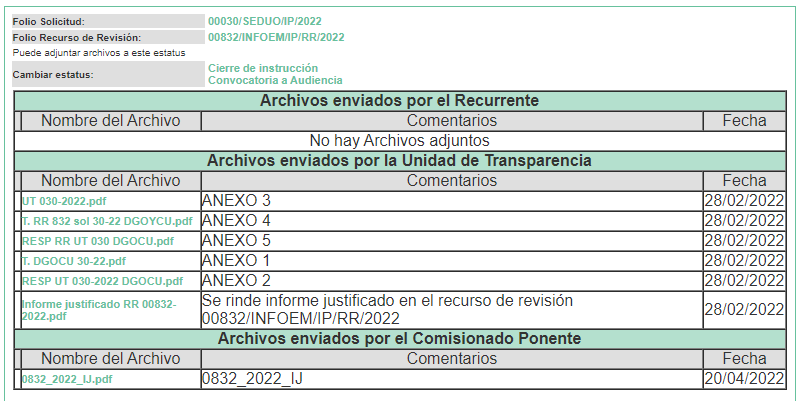 Folio Solicitud: 00030/SEDUO/IP/2022
Folio Recurso de Revisión: 00832/INFOEM/IP/RR/2022
Puede adjuntar archivos a este estatus
Cambiar estatus: Cierre de instrucción
Convocatoria a Audiencia
Archivos enviados por el Recurrente
Nombre del Archivo Comentarios Fecha
No hay Archivos adjuntos
Archivos enviados por la Unidad de Transparencia
Nombre del Archivo Comentarios Fecha
UT 030-2022.pdf ANEXO 3 28/02/2022
T. RR 832 sol 30-22 DGOYCU.pdf ANEXO 4 28/02/2022
RESP RR UT 030 DGOCU.pdf ANEXO 5 28/02/2022
T. DGOCU 30-22.pdf ANEXO 1 28/02/2022
RESP UT 030-2022 DGOCU.pdf ANEXO 2 28/02/2022
Informe justificado RR 00832-2022.pdf Se rinde informe justificado en el recurso de revisión 00832/INFOEM/IP/RR/2022 28/02/2022
Archivos enviados por el Comisionado Ponente
Nombre del Archivo Comentarios Fecha
0832_2022_IJ.pdf 0832_2022_IJ 20/04/2022